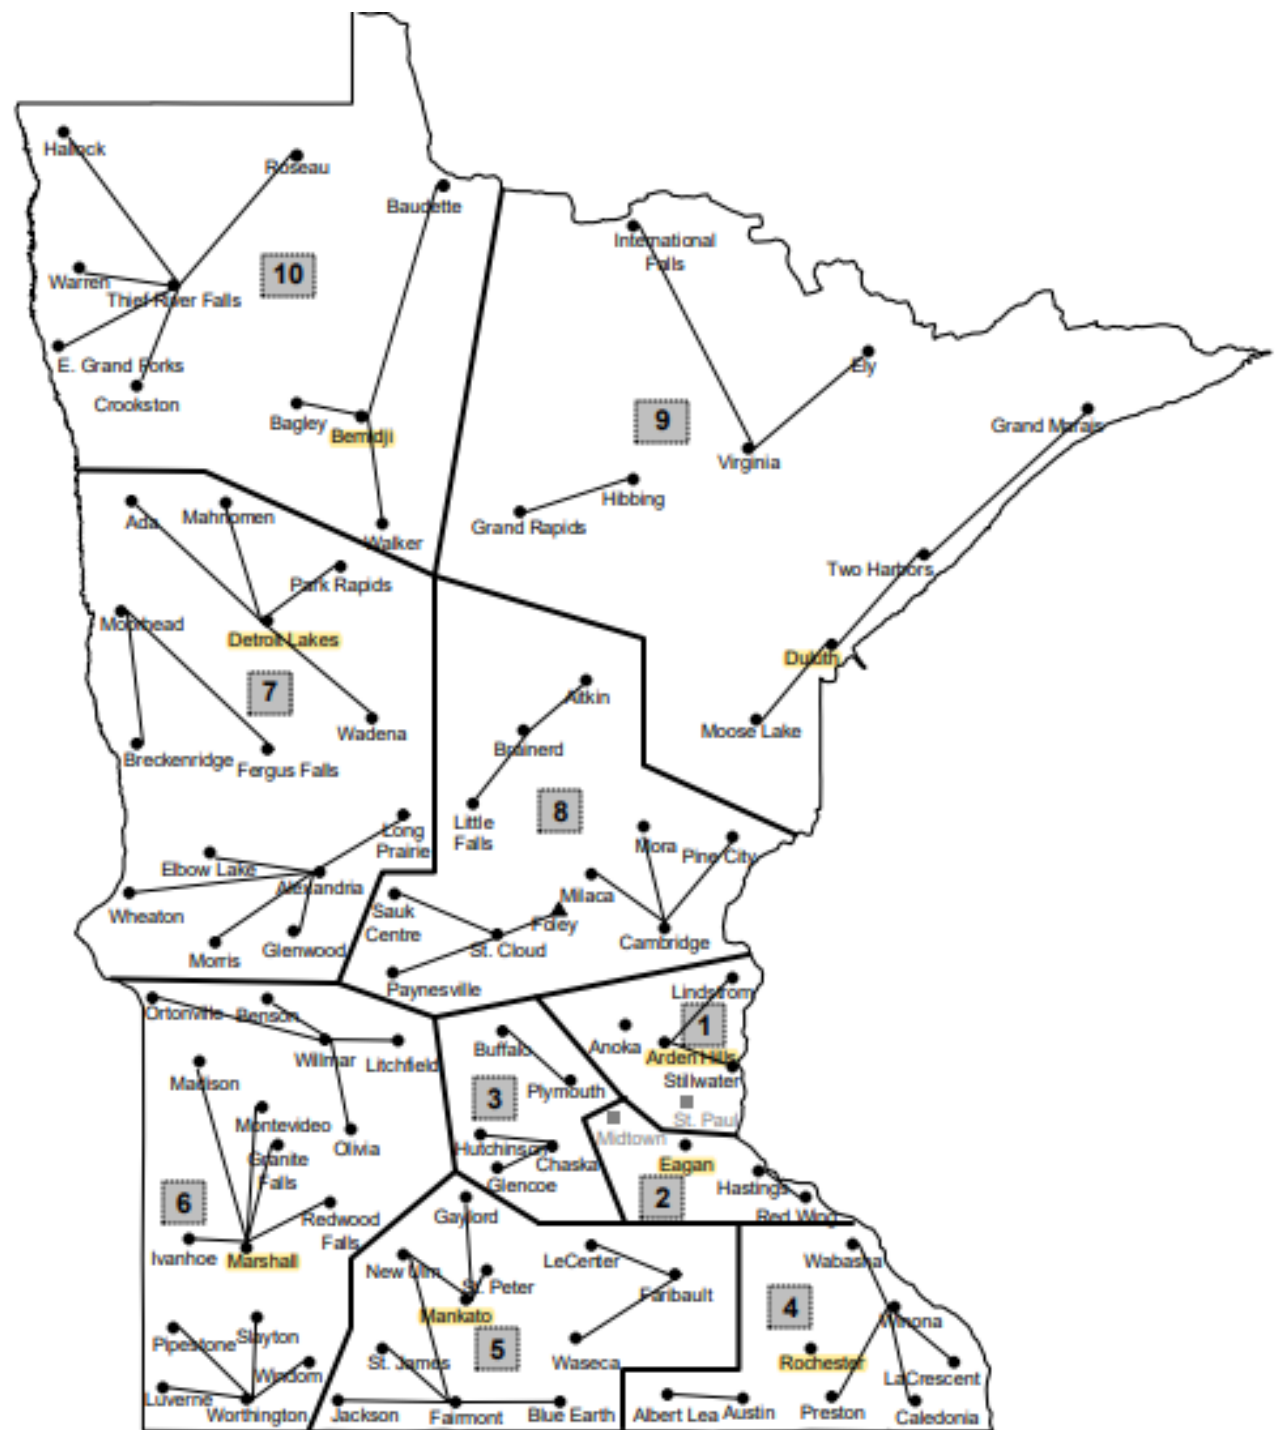 Hallock
Roseau
Baudette
International
Falls
10
Warren
Thief River Falls
E. Grand Forks
Ely
Crookston
Bagley
Bemidji
9
Grand Marais
Virginia
Hibbing
Grand Rapids
Ada
Mahnomen
Walker
Park Rapids
Two Harbors
Moorhead
Detroit Lakes
Duluth
7
Aitkin
Wadena
Brainerd
Moose Lake
Breckenridge
Fergus Falls
8
Little
Falls
Long
Prairie
Mora
Pine City
Elbow Lake
Alexandria
Milaca
Wheaton
Sauk
Centre
Foley
Cambridge
Morris
Glenwood
St. Cloud
Paynesville
Lindstrom
Ortonville
Benson
1
Willmar
Litchfield
Buffalo
Anoka
Arden Hills
Madison
Stillwater
Plymouth
3
Montevideo
St. Paul
Midtown
Olivia
Granite
Falls
Hutchinson
Chaska
Eagan
Glencoe
Hastings
6
2
Redwood
Falls
Gaylord
Red Wing
Ivanhoe
Marshall
New Ulm
St. Peter
LeCenter
Wabasha
Faribault
Mankato
4
Winona
Slayton
Pipestone
5
St. James
Waseca
Rochester
Windom
LaCrescent
Luverne
Worthington
Jackson
Fairmont
Blue Earth
Albert Lea
Austin
Preston
Caledonia